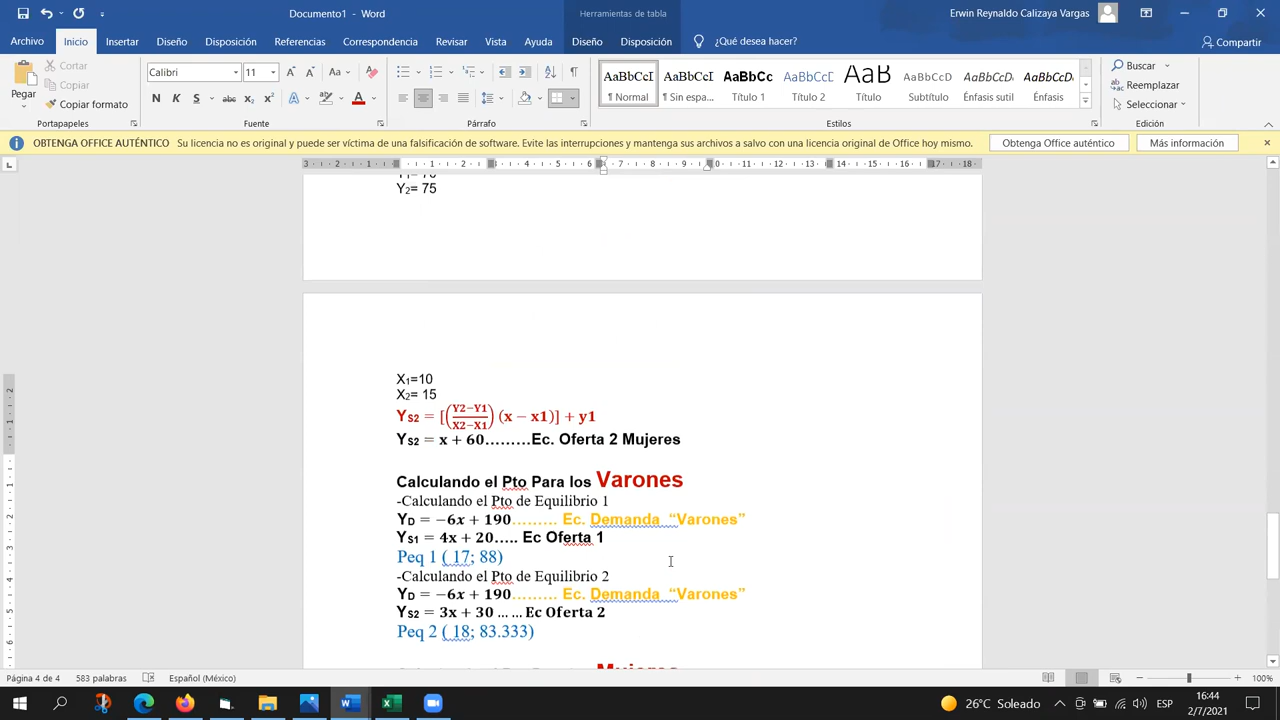 Documento1 - Word
Herramientas de tabla
Erwin Reynaldo Calizaya Vargas
Archivo Inicio Insertar Diseño Disposición Referencias Correspondencia Revisar Vista Ayuda Diseño Disposición ¿Qué desea hacer? Compartir
Pegar
Cortar
Copiar
Copiar formato
Portapapeles
Calibri 11
N K S abc x₂ x²
Fuente
Párrafo
AaBbCcI AaBbCcI AaBbCc AaBbCcI AaB AaBbCcD AaBbCcD AaBbCcD
¶ Normal ¶ Sin espa... Título 1 Título 2 Título Subtítulo Énfasis sutil Énfasis
Estilos
Buscar
Reemplazar
Seleccionar
Edición
OBTENGA OFFICE AUTÉNTICO Su licencia no es original y puede ser víctima de una falsificación de software. Evite las interrupciones y mantenga sus archivos a salvo con una licencia original de Office hoy mismo. Obtenga Office auténtico Más información
Y₂= 75
X₁=10
X₂= 15
Y_S2 = [((Y2−Y1)/(X2−X1)) (x − x1)] + y1
Y_S2 = x + 60………Ec. Oferta 2 Mujeres
Calculando el Pto Para los Varones
-Calculando el Pto de Equilibrio 1
Y_D = −6x + 190……… Ec. Demanda “Varones”
Y_S1 = 4x + 20….. Ec Oferta 1
Peq 1 ( 17; 88)
-Calculando el Pto de Equilibrio 2
Y_D = −6x + 190……… Ec. Demanda “Varones”
Y_S2 = 3x + 30 … … Ec Oferta 2
Peq 2 ( 18; 83.333)
Mujeres
Página 4 de 4 583 palabras Español (México) 100%
26°C Soleado ESP 16:44
2/7/2021